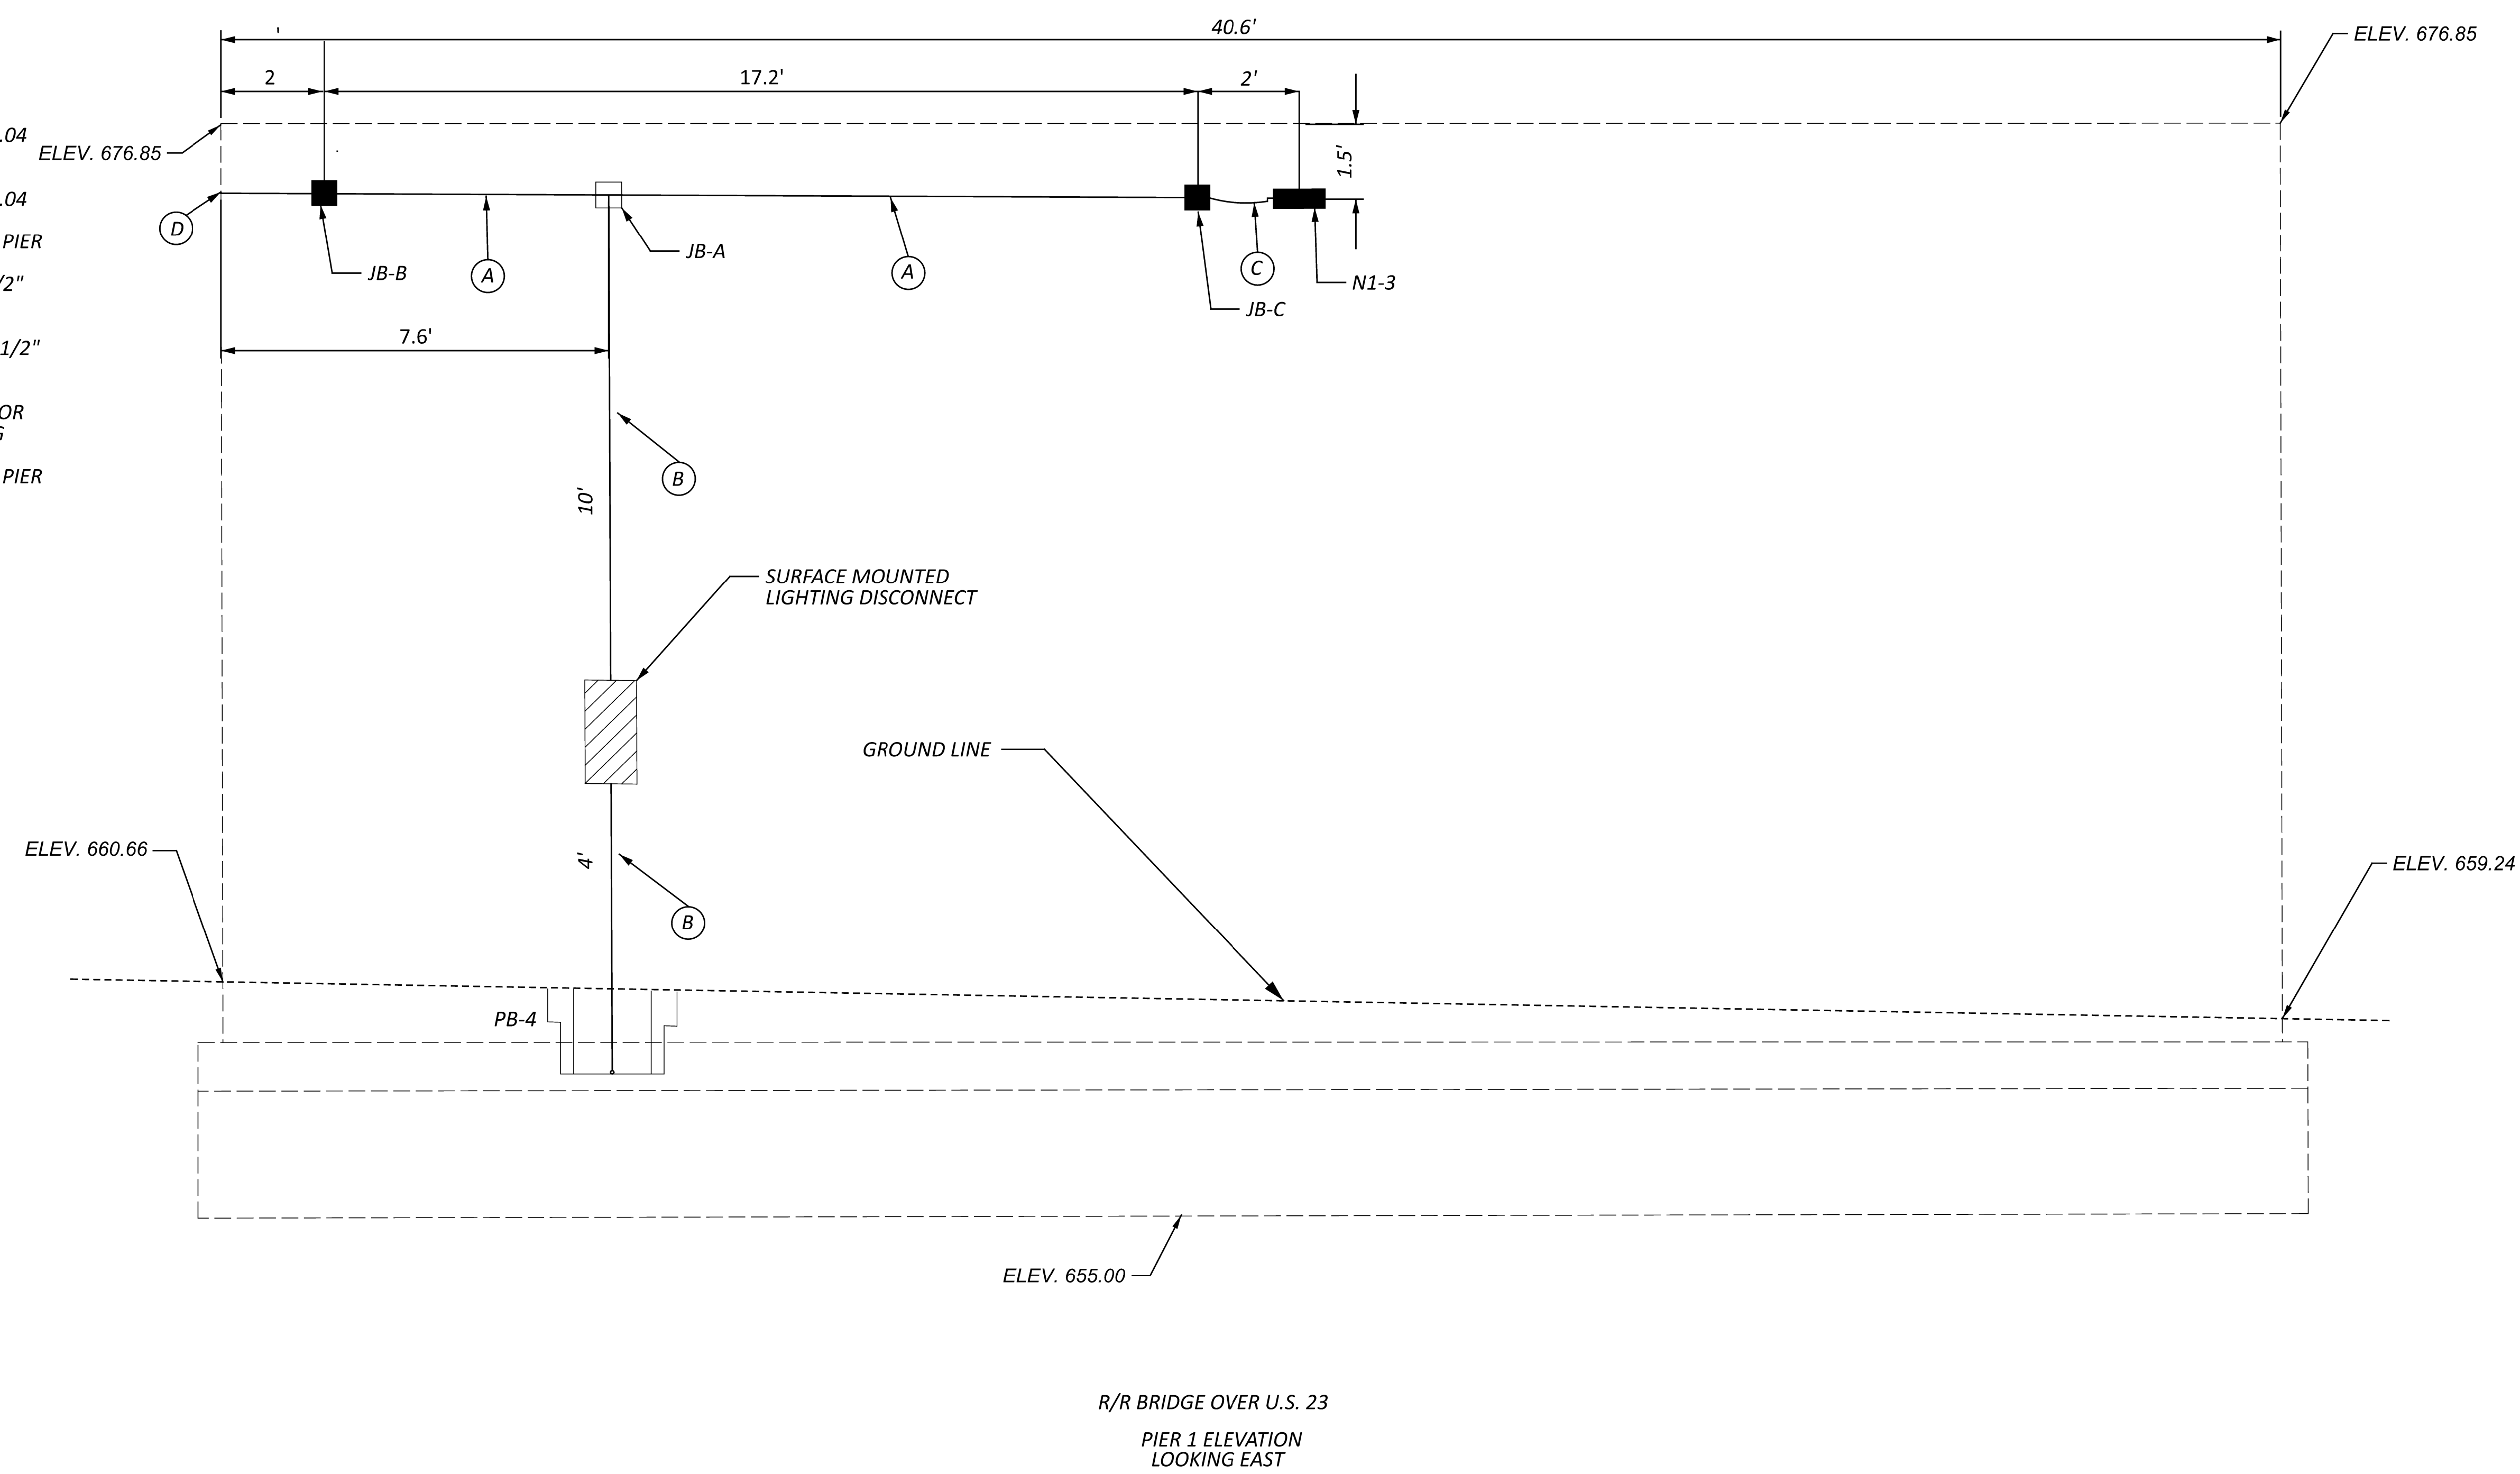 40.6'
ELEV. 676.85
'
2
17.2'
2'
.04
ELEV. 676.85
1.5'
.04
D
PIER
JB-B
A
JB-A
A
C
N1-3
/2"
JB-C
7.6'
1/2"
OR
G
B
PIER
10'
SURFACE MOUNTED
LIGHTING DISCONNECT
GROUND LINE
ELEV. 660.66
4'
ELEV. 659.24
B
PB-4
ELEV. 655.00
R/R BRIDGE OVER U.S. 23
PIER 1 ELEVATION
LOOKING EAST